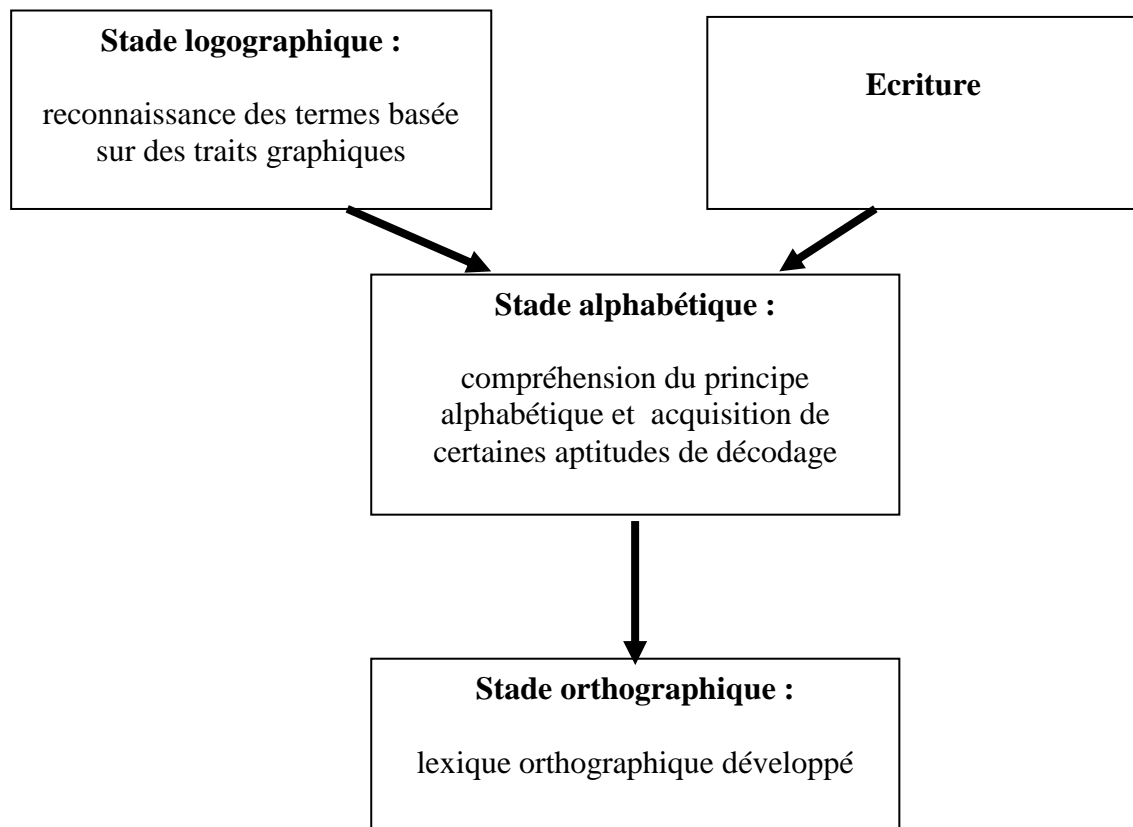 Stade logographique :
reconnaissance des termes basée
sur des traits graphiques
Ecriture
Stade alphabétique :
compréhension du principe
alphabétique et  acquisition de
certaines aptitudes de décodage
Stade orthographique :
lexique orthographique développé